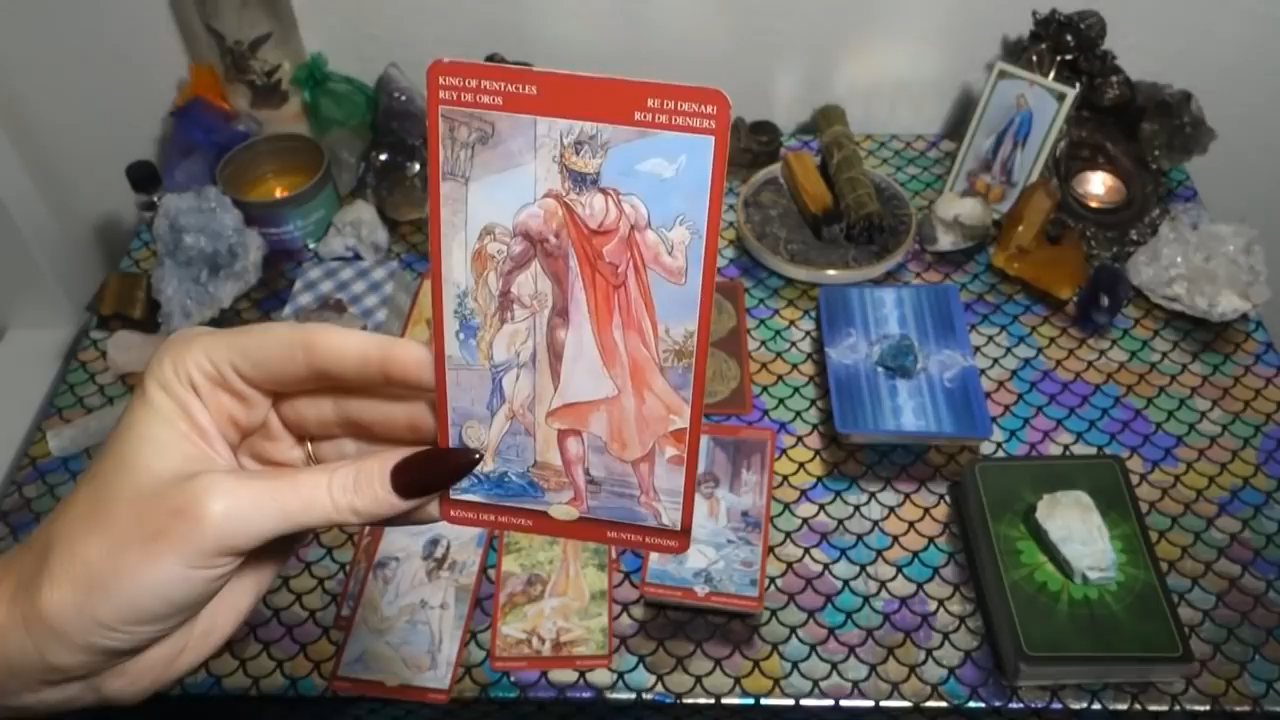 KING OF PENTACLES
REY DE OROS
RE DI DENARI
ROI DE DENIERS
KÖNIG DER MÜNZEN
MUNTEN KONING